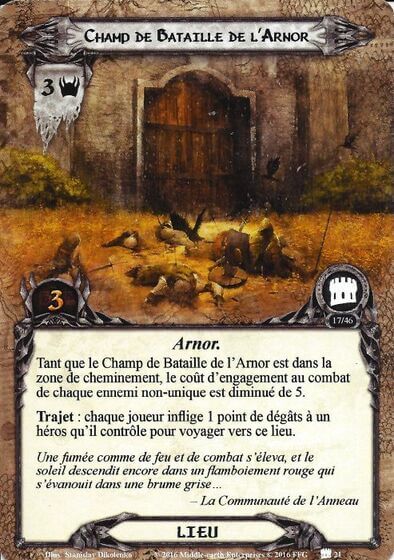 Champ de Bataille de l'Arnor
3
3
17/46
Arnor.
Tant que le Champ de Bataille de l'Arnor est dans la
zone de cheminement, le coût d'engagement au combat
de chaque ennemi non-unique est diminué de 5.
Trajet : chaque joueur inflige 1 point de dégâts à un
héros qu'il contrôle pour voyager vers ce lieu.
Une fumée comme de feu et de combat s'éleva, et le
soleil descendit encore dans un flamboiement rouge qui
s'évanouit dans une brume grise…
– La Communauté de l'Anneau
LIEU
Illus. Stanislav Dikolenko © 2016 Middle-earth Enterprises © 2016 FFG 21